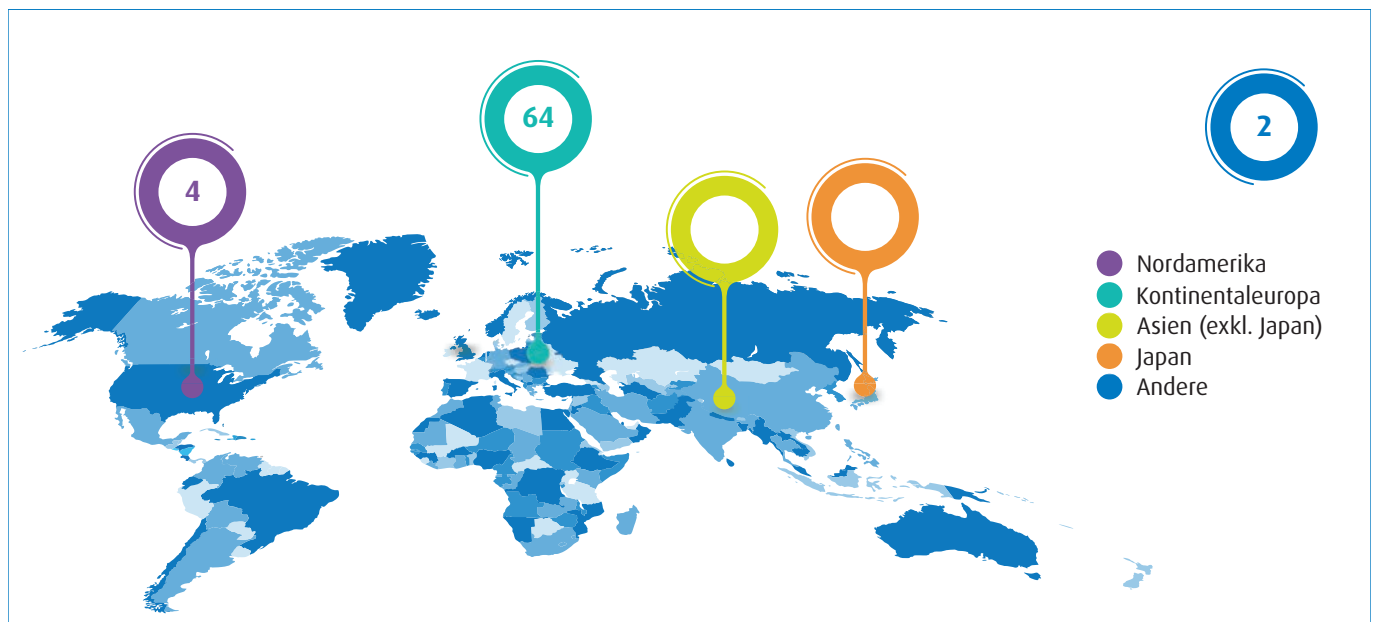 64
2
4
Nordamerika
Kontinentaleuropa
Asien (exkl. Japan)
Japan
Andere